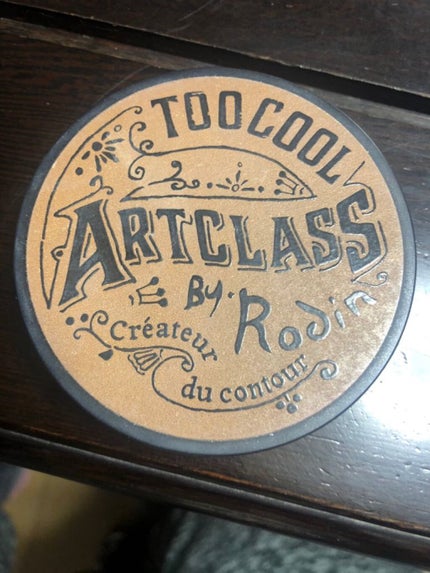 TOO COOL
ARTCLASS
BY. Rodin
Créateur
du contour